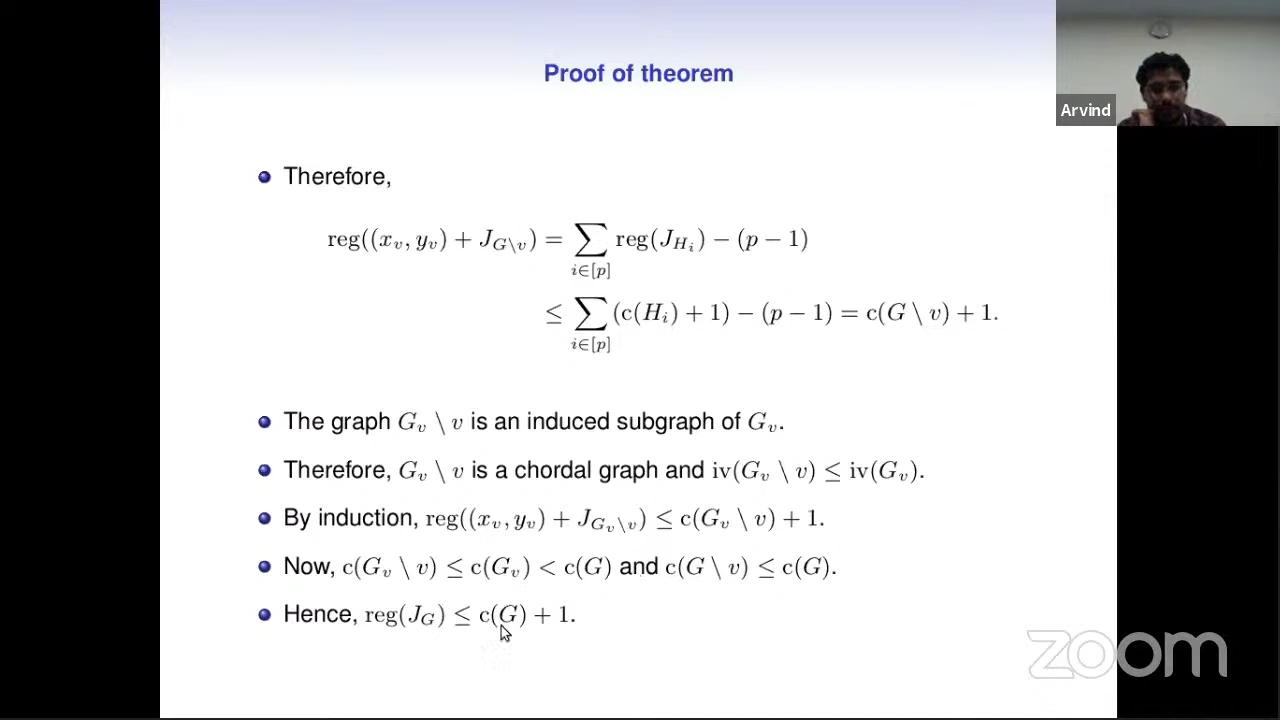 Proof of theorem
Arvind
Therefore,
reg((x_v, y_v) + J_{G\v}) = ∑_{i∈[p]} reg(J_{H_i}) − (p − 1)
≤ ∑_{i∈[p]} (c(H_i) + 1) − (p − 1) = c(G \ v) + 1.
The graph G_v \ v is an induced subgraph of G_v.
Therefore, G_v \ v is a chordal graph and iv(G_v \ v) ≤ iv(G_v).
By induction, reg((x_v, y_v) + J_{G_v\v}) ≤ c(G_v \ v) + 1.
Now, c(G_v \ v) ≤ c(G_v) < c(G) and c(G \ v) ≤ c(G).
Hence, reg(J_G) ≤ c(G) + 1.
zoom